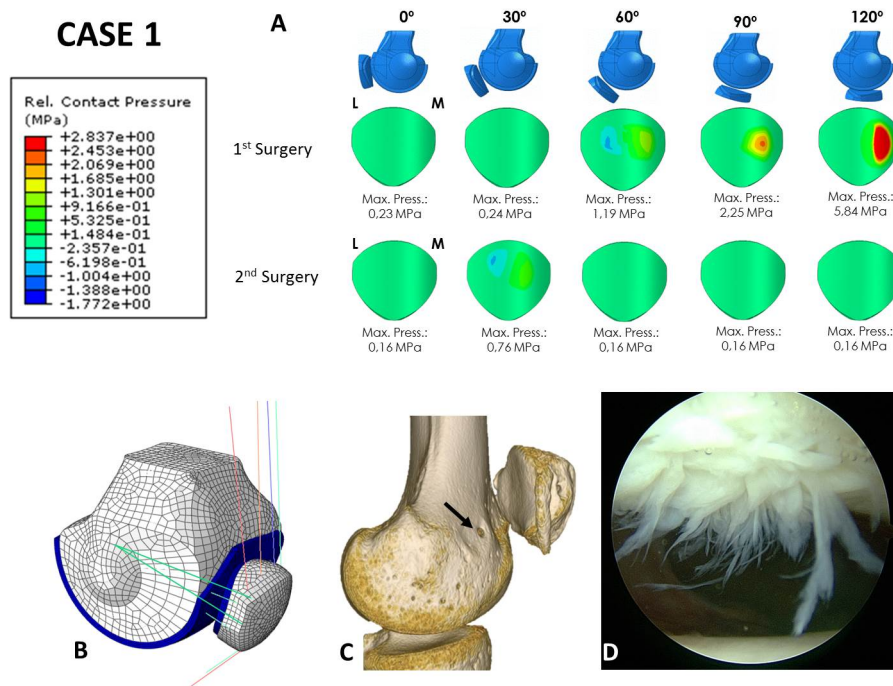 CASE 1
A
0º 30º 60º 90º 120º
Rel. Contact Pressure
(MPa)
+2.837e+00
+2.453e+00
+2.069e+00
+1.685e+00
+1.301e+00
+9.166e-01
+5.325e-01
+1.484e-01
-2.357e-01
-6.198e-01
-1.004e+00
-1.388e+00
-1.772e+00
L M
1st Surgery
Max. Press.: Max. Press.: Max. Press.: Max. Press.: Max. Press.:
0,23 MPa 0,24 MPa 1,19 MPa 2,25 MPa 5,84 MPa
L M
2nd Surgery
Max. Press.: Max. Press.: Max. Press.: Max. Press.: Max. Press.:
0,16 MPa 0,76 MPa 0,16 MPa 0,16 MPa 0,16 MPa
B
C
D